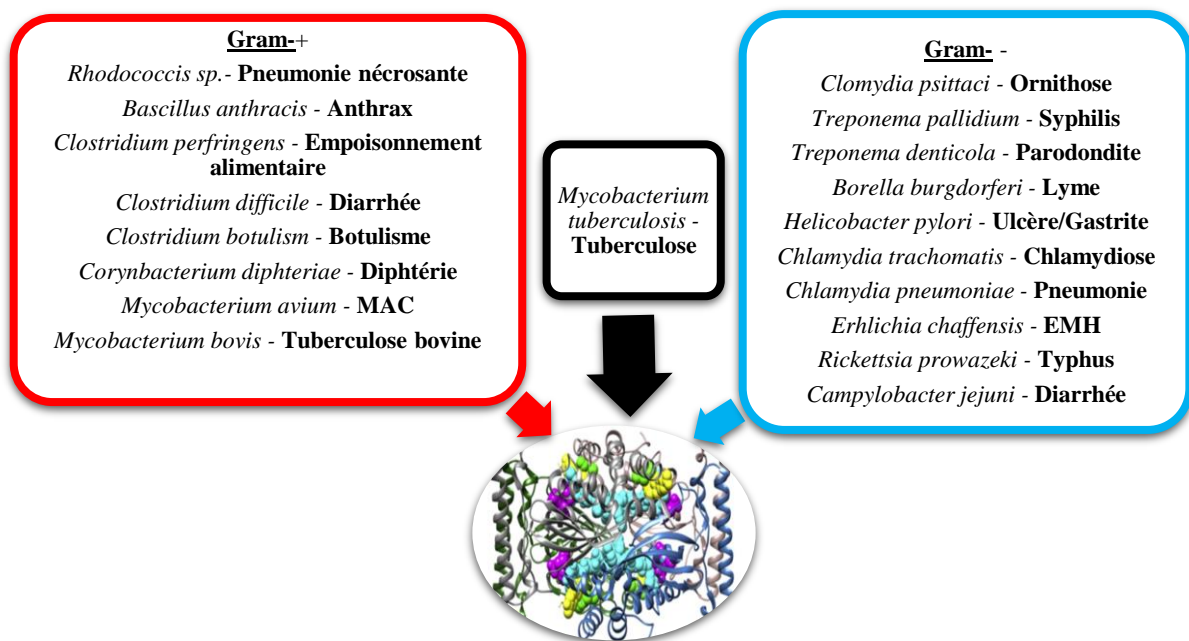 Gram-+
Rhodococcis sp.- Pneumonie nécrosante
Bascillus anthracis - Anthrax
Clostridium perfringens - Empoisonnement
alimentaire
Clostridium difficile - Diarrhée
Clostridium botulism - Botulisme
Corynbacterium diphteriae - Diphtérie
Mycobacterium avium - MAC
Mycobacterium bovis - Tuberculose bovine
Mycobacterium
tuberculosis -
Tuberculose
Gram- -
Clomydia psittaci - Ornithose
Treponema pallidium - Syphilis
Treponema denticola - Parodondite
Borella burgdorferi - Lyme
Helicobacter pylori - Ulcère/Gastrite
Chlamydia trachomatis - Chlamydiose
Chlamydia pneumoniae - Pneumonie
Erhlichia chaffensis - EMH
Rickettsia prowazeki - Typhus
Campylobacter jejuni - Diarrhée